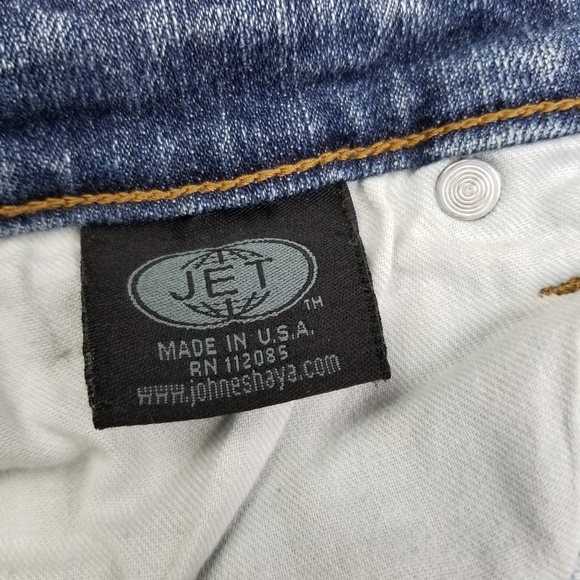 JET
TM
MADE IN U.S.A.
RN 112085
www.johneshaya.com